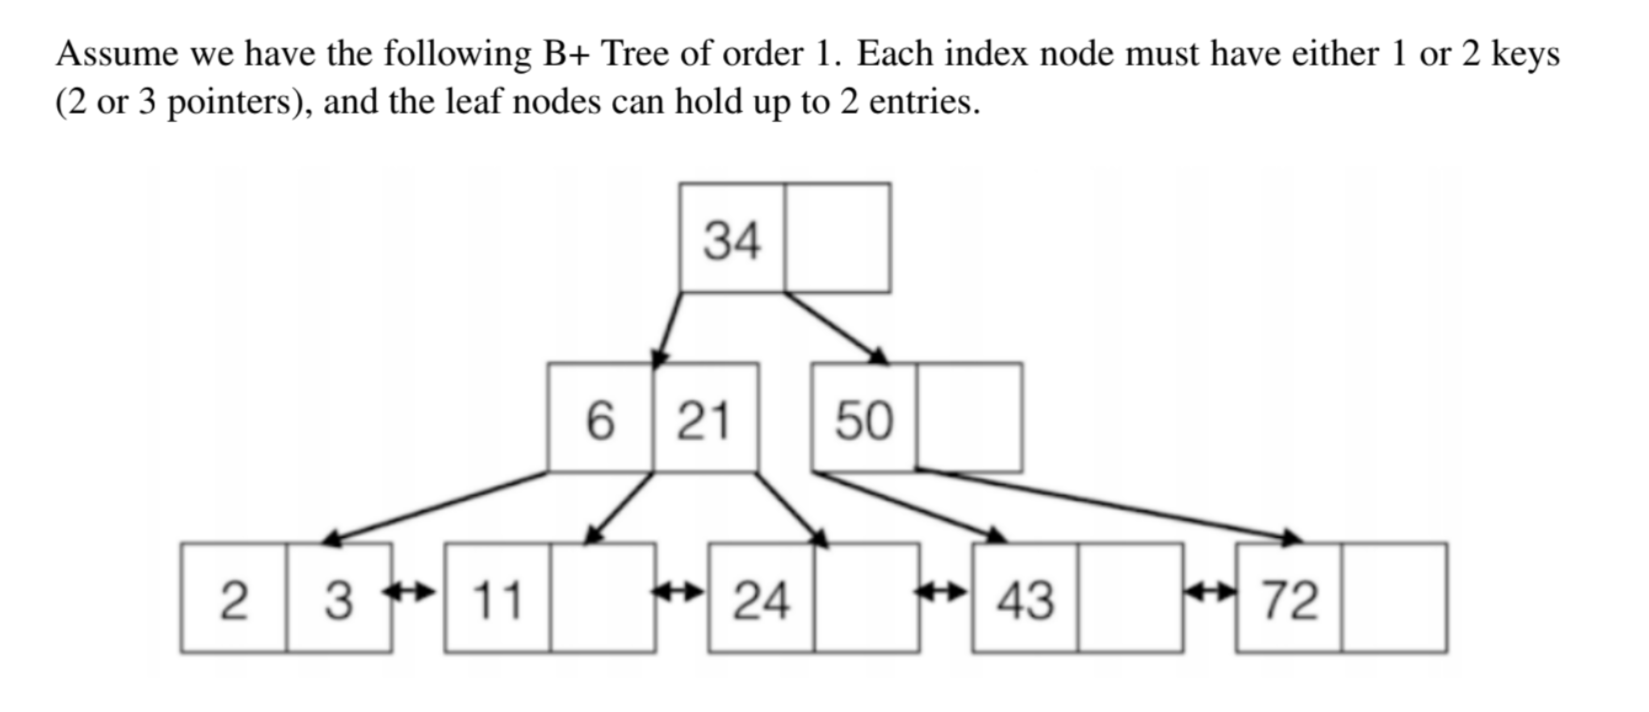 Assume we have the following B+ Tree of order 1. Each index node must have either 1 or 2 keys
(2 or 3 pointers), and the leaf nodes can hold up to 2 entries.
34
6 21 50
2 3 11 24 43 72